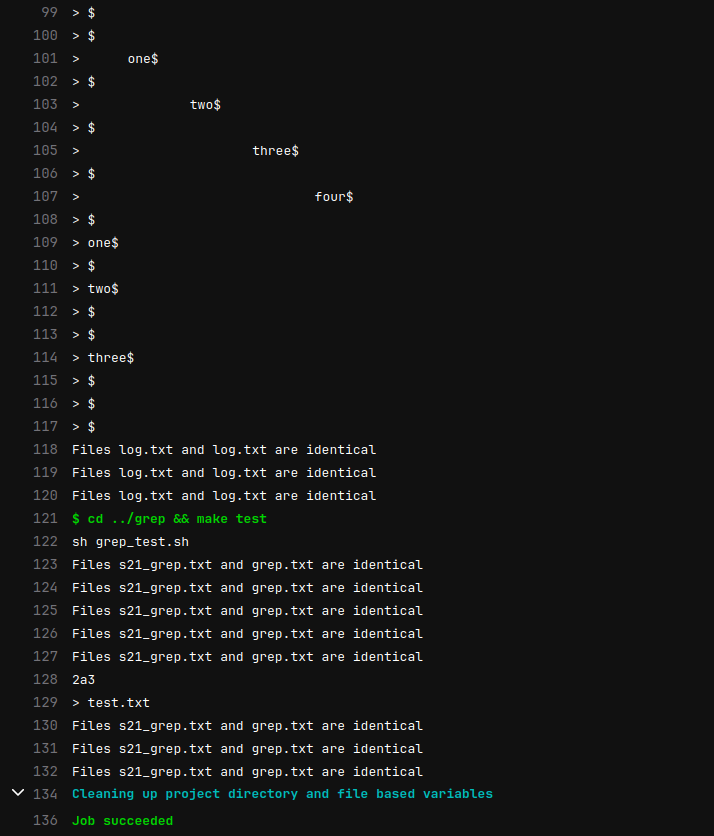 99 > $
100 > $
101 >      one$
102 > $
103 >              two$
104 > $
105 >                      three$
106 > $
107 >                              four$
108 > $
109 > one$
110 > $
111 > two$
112 > $
113 > $
114 > three$
115 > $
116 > $
117 > $
118 Files log.txt and log.txt are identical
119 Files log.txt and log.txt are identical
120 Files log.txt and log.txt are identical
121 $ cd ../grep && make test
122 sh grep_test.sh
123 Files s21_grep.txt and grep.txt are identical
124 Files s21_grep.txt and grep.txt are identical
125 Files s21_grep.txt and grep.txt are identical
126 Files s21_grep.txt and grep.txt are identical
127 Files s21_grep.txt and grep.txt are identical
128 2a3
129 > test.txt
130 Files s21_grep.txt and grep.txt are identical
131 Files s21_grep.txt and grep.txt are identical
132 Files s21_grep.txt and grep.txt are identical
134 Cleaning up project directory and file based variables
136 Job succeeded